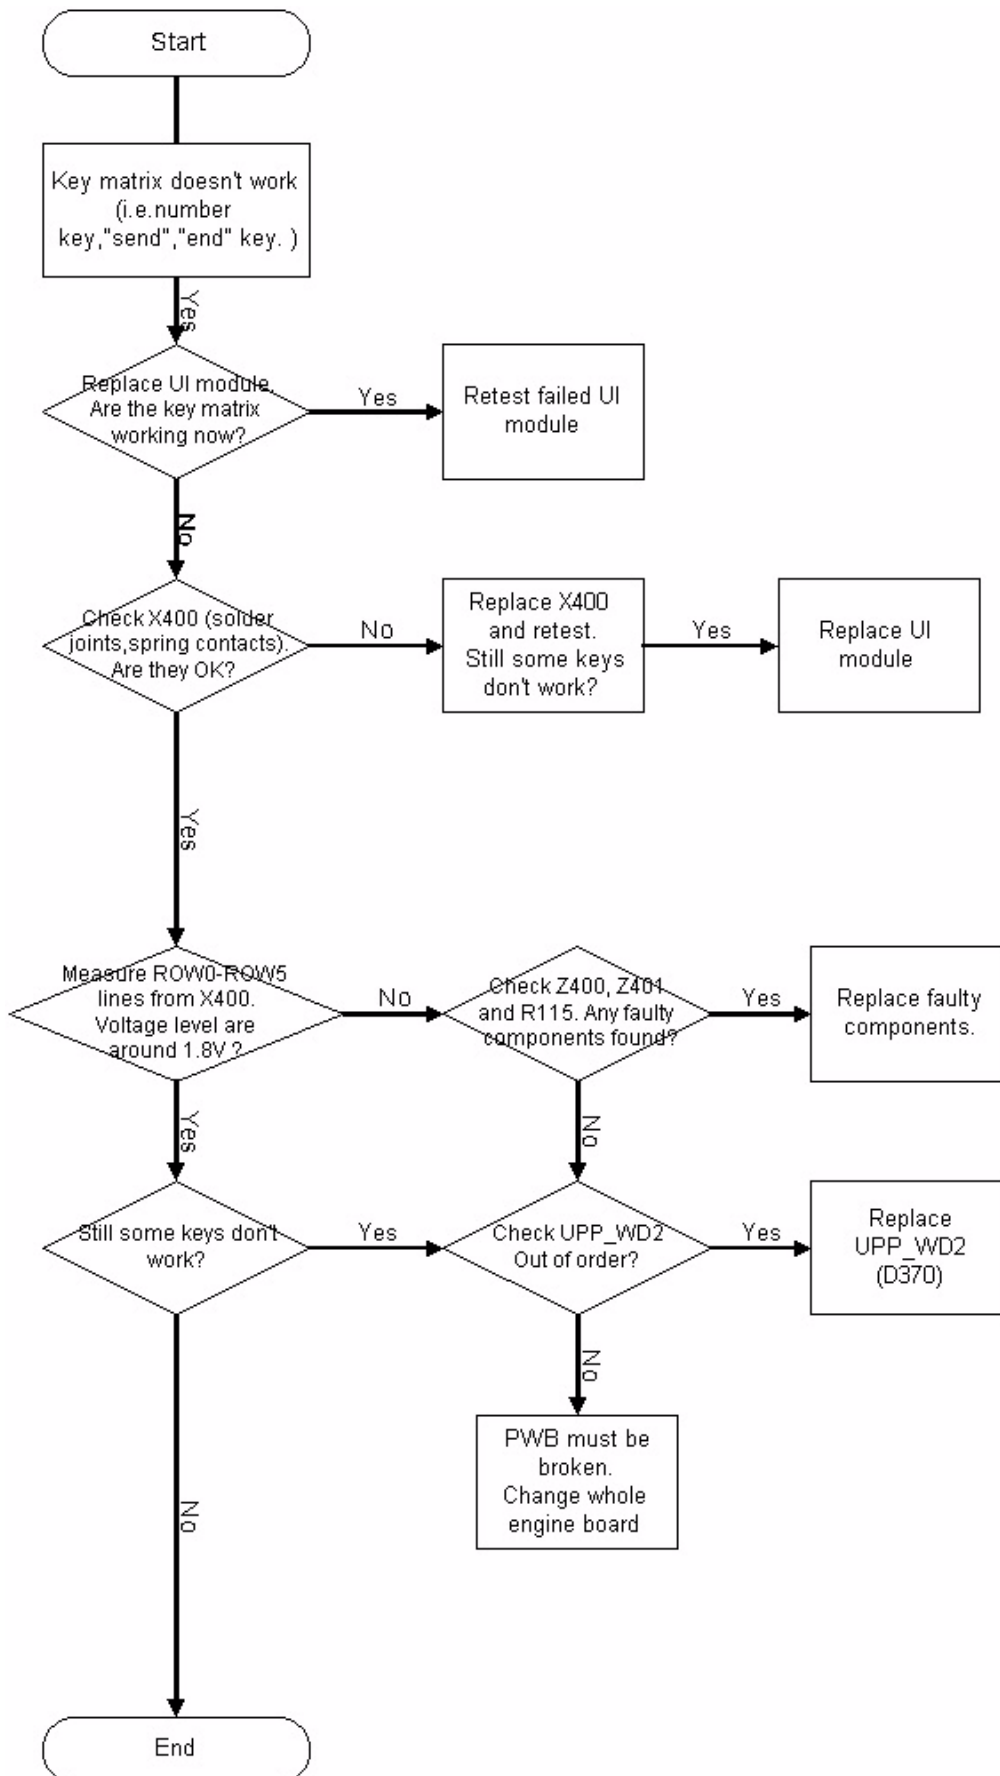 Start
Key matrix doesn't work
(i.e.number
key,"send","end" key. )
Yes
Replace UI module.
Are the key matrix
working now?
Yes
Retest failed UI
module
No
Check X400 (solder
joints,spring contacts).
Are they OK?
No
Replace X400
and retest.
Still some keys
don't work?
Yes
Replace UI
module
Yes
Measure ROW0-ROW5
lines from X400.
Voltage level are
around 1.8V ?
No
Check Z400, Z401
and R115. Any faulty
components found?
Yes
Replace faulty
components.
Yes
No
Still some keys don't
work?
Yes
Check UPP_WD2
Out of order?
Yes
Replace
UPP_WD2
(D370)
No
PWB must be
broken.
Change whole
engine board
No
End